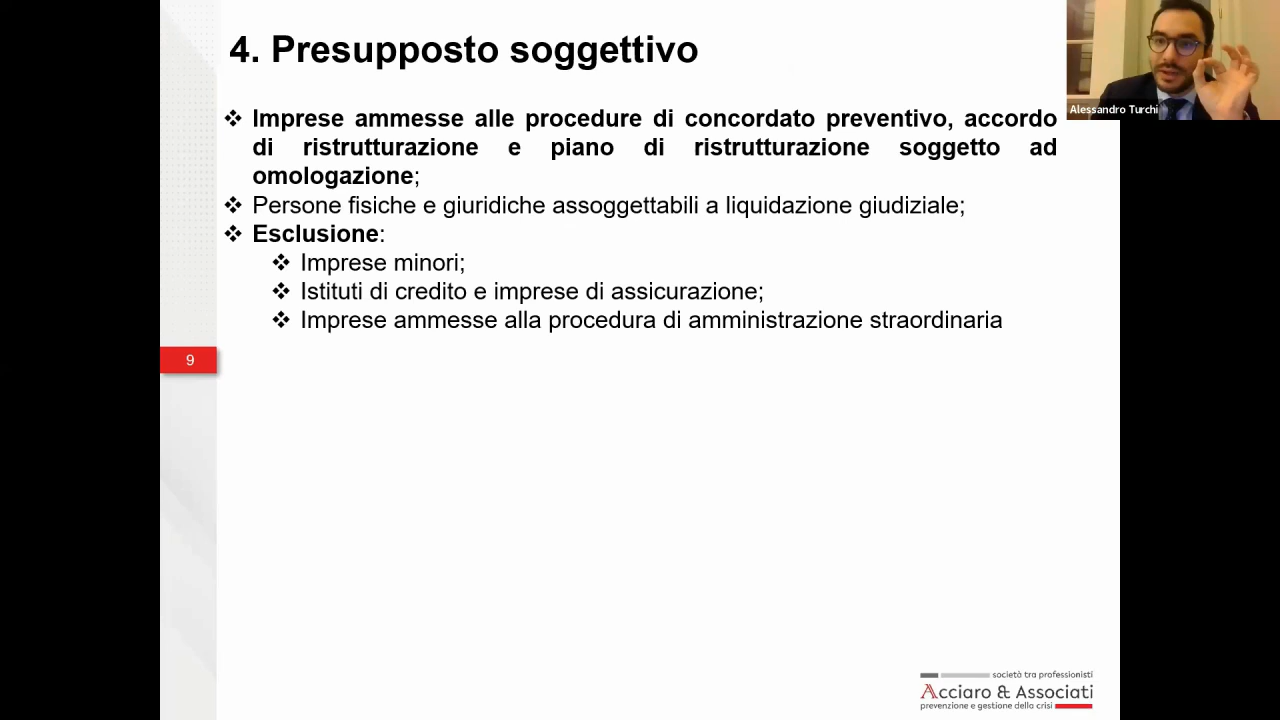 4. Presupposto soggettivo
Alessandro Turchi
❖ Imprese ammesse alle procedure di concordato preventivo, accordo
di ristrutturazione e piano di ristrutturazione soggetto ad
omologazione;
❖ Persone fisiche e giuridiche assoggettabili a liquidazione giudiziale;
❖ Esclusione:
❖ Imprese minori;
❖ Istituti di credito e imprese di assicurazione;
❖ Imprese ammesse alla procedura di amministrazione straordinaria
9
società tra professionisti
Acciaro & Associati
prevenzione e gestione della crisi